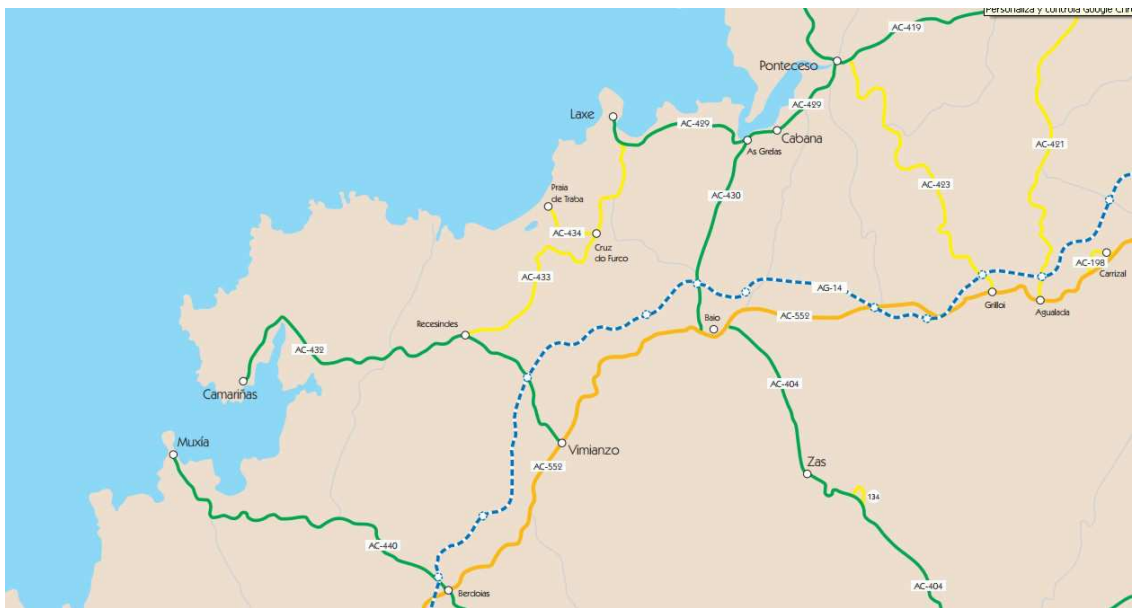 Personaliza y controla Google Chro
AC-419
Ponteceso
AC-429
Laxe
AC-429
Cabana
As Grelas
AC-421
AC-423
Praia
de Traba
AC-430
AC-434
Cruz
do Furco
AC-433
AC-198
Carrizal
AG-14
Grilloi
Agualada
AC-552
Baio
Recesindes
AC-432
Camariñas
AC-404
Muxía
Vimianzo
AC-552
Zas
134
AC-440
Berdoias
AC-404